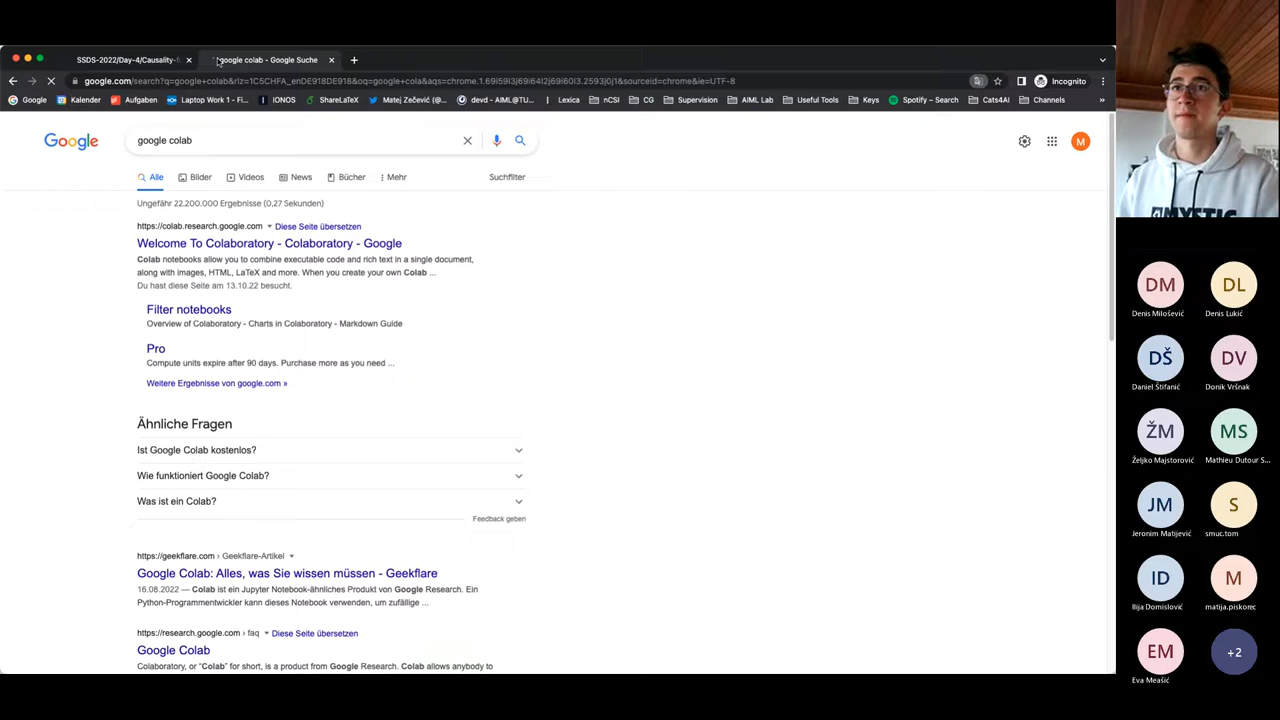 SSDS-2022/Day-4/Causality-
google colab - Google Suche
google.com/search?q=google+colab&rlz=1C5CHFA_enDE918DE918&oq=google+cola&aqs=chrome.1.69i59l3j69i64l2j69i60l3.2593j0j1&sourceid=chrome&ie=UTF-8
Incognito
Google
Kalender
Aufgaben
Laptop Work 1 - Fi...
IONOS
ShareLaTeX
Matej Zečević (@...
devd - AIML@TU...
Lexica
nCSI
CG
Supervision
AIML Lab
Useful Tools
Keys
Spotify – Search
Cats4AI
Channels
»
Google
google colab
M
Alle
Bilder
Videos
News
Bücher
Mehr
Suchfilter
Ungefähr 22.200.000 Ergebnisse (0,27 Sekunden)
https://colab.research.google.com
Diese Seite übersetzen
Welcome To Colaboratory - Colaboratory - Google
Colab notebooks allow you to combine executable code and rich text in a single document,
along with images, HTML, LaTeX and more. When you create your own Colab ...
Du hast diese Seite am 13.10.22 besucht.
Filter notebooks
Overview of Colaboratory - Charts in Colaboratory - Markdown Guide
Pro
Compute units expire after 90 days. Purchase more as you need ...
Weitere Ergebnisse von google.com »
Ähnliche Fragen
Ist Google Colab kostenlos?
Wie funktioniert Google Colab?
Was ist ein Colab?
Feedback geben
https://geekflare.com › Geekflare-Artikel
Google Colab: Alles, was Sie wissen müssen - Geekflare
16.08.2022 — Colab ist ein Jupyter Notebook-ähnliches Produkt von Google Research. Ein
Python-Programmentwickler kann dieses Notebook verwenden, um zufällige ...
https://research.google.com › faq
Diese Seite übersetzen
Google Colab
Colaboratory, or "Colab" for short, is a product from Google Research. Colab allows anybody to
MYSTIC
DM
Denis Milošević
DL
Denis Lukić
DŠ
Daniel Štifanić
DV
Donik Vršnak
ŽM
Željko Majstorović
MS
Mathieu Dutour S...
JM
Jeronim Matijević
S
smuc.tom
ID
Ilija Domislović
M
matija.piskorec
EM
Eva Meašić
+2